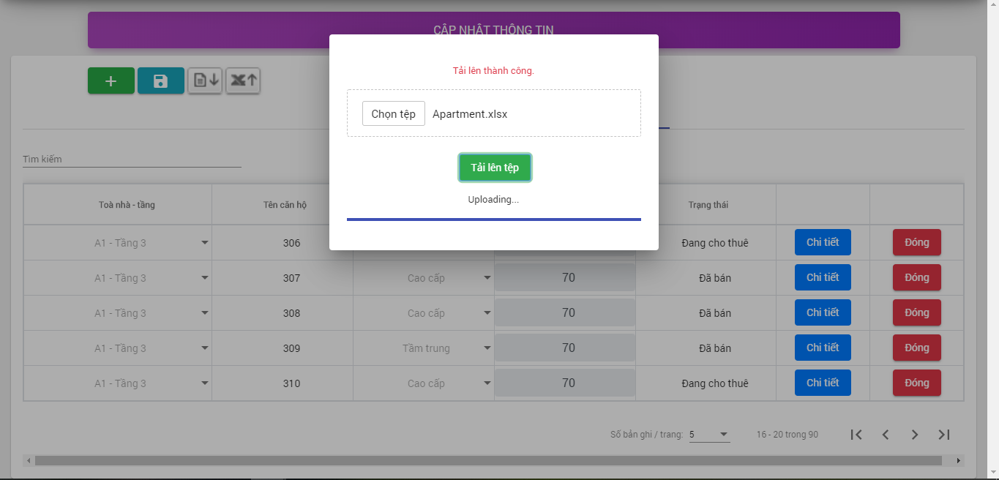 CẬP NHẬT THÔNG TIN
Tải lên thành công.
Chọn tệp Apartment.xlsx
Tải lên tệp
Uploading...
Tìm kiếm
Toà nhà - tầng Tên căn hộ Trạng thái
A1 - Tầng 3 306 Đang cho thuê Chi tiết Đóng
A1 - Tầng 3 307 Cao cấp 70 Đã bán Chi tiết Đóng
A1 - Tầng 3 308 Cao cấp 70 Đã bán Chi tiết Đóng
A1 - Tầng 3 309 Tầm trung 70 Đã bán Chi tiết Đóng
A1 - Tầng 3 310 Cao cấp 70 Đang cho thuê Chi tiết Đóng
Số bản ghi / trang: 5 16 - 20 trong 90